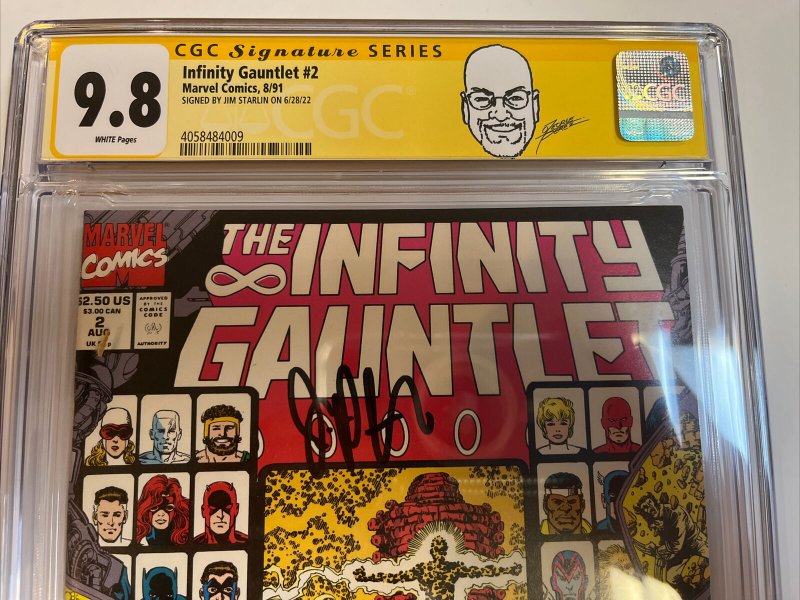 CGC Signature SERIES
9.8
WHITE Pages
Infinity Gauntlet #2
Marvel Comics, 8/91
SIGNED BY JIM STARLIN ON 6/28/22
4058484009
CGC
CGC
MARVEL
COMICS
M
$2.50 US
$3.00 CAN
2
AUG
APPROVED
BY THE
COMICS
CODE
AUTHORITY
THE INFINITY
GAUNTLET